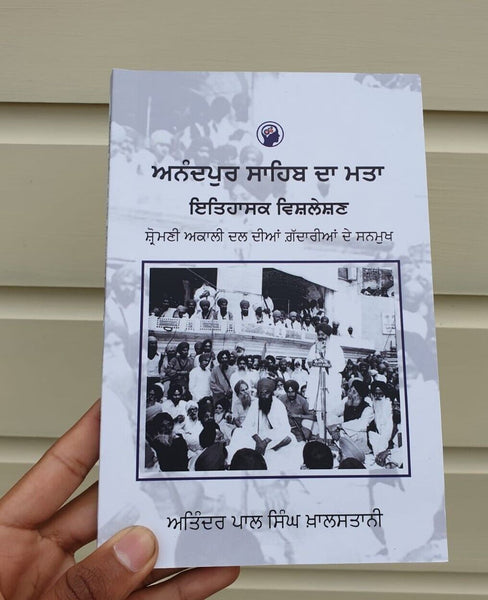 ਅਨੰਦਪੁਰ ਸਾਹਿਬ ਦਾ ਮਤਾ
ਇਤਿਹਾਸਕ ਵਿਸ਼ਲੇਸ਼ਣ
ਸ਼੍ਰੋਮਣੀ ਅਕਾਲੀ ਦਲ ਦੀਆਂ ਗ਼ੱਦਾਰੀਆਂ ਦੇ ਸਨਮੁਖ
ਅਤਿੰਦਰ ਪਾਲ ਸਿੰਘ ਖ਼ਾਲਸਤਾਨੀ